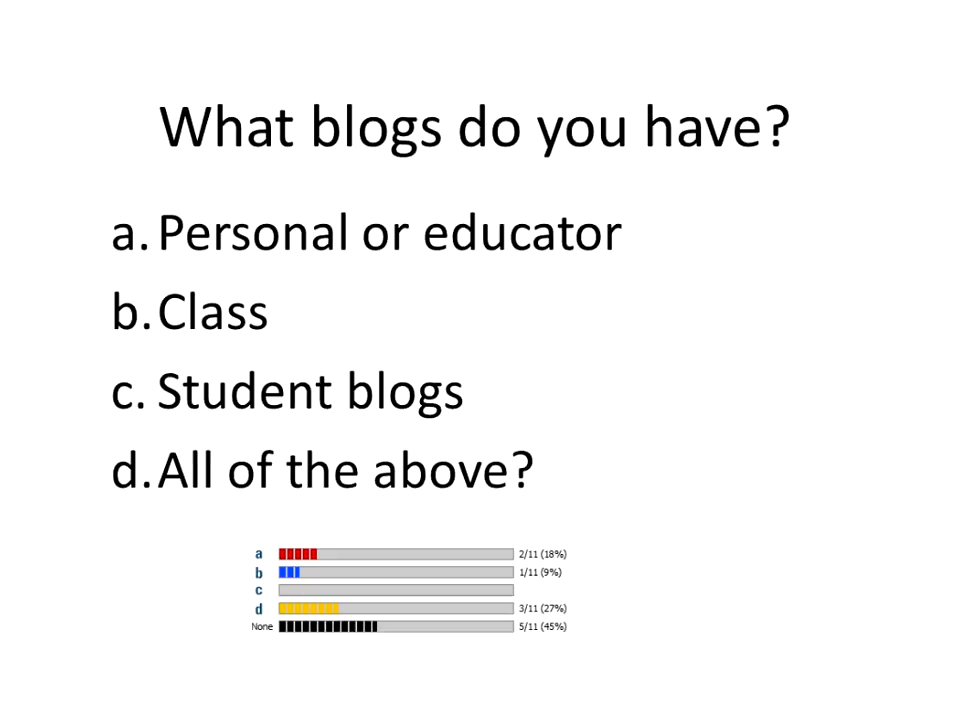 What blogs do you have?
a. Personal or educator
b. Class
c. Student blogs
d. All of the above?
a 2/11 (18%)
b 1/11 (9%)
c
d 3/11 (27%)
None 5/11 (45%)